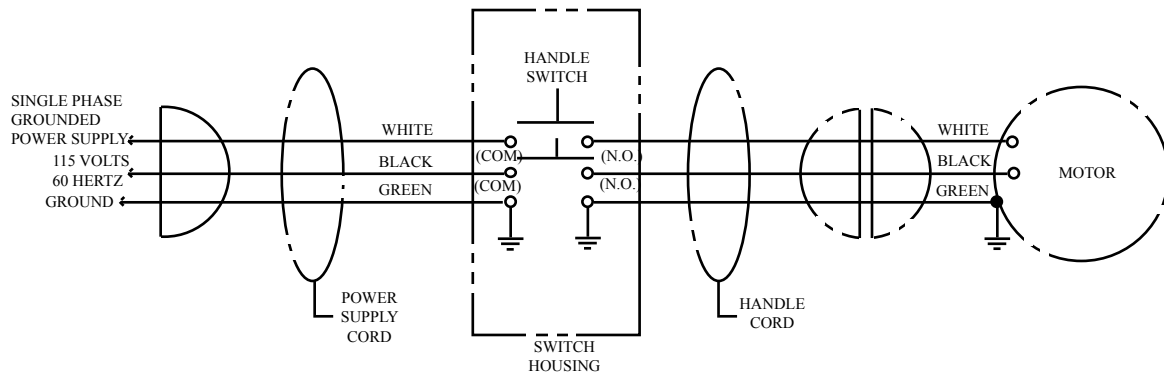 SINGLE PHASE
GROUNDED
POWER SUPPLY
115 VOLTS
60 HERTZ
GROUND
WHITE
BLACK
GREEN
POWER
SUPPLY
CORD
HANDLE
SWITCH
(COM)
(N.O.)
(COM)
(N.O.)
SWITCH
HOUSING
HANDLE
CORD
WHITE
BLACK
GREEN
MOTOR